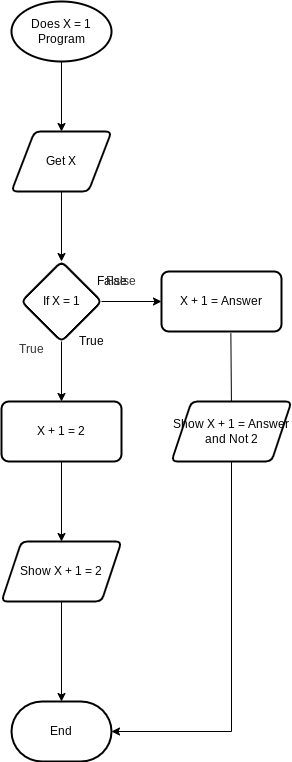 Does X = 1
Program
Get X
False
False
If X = 1
X + 1 = Answer
True
True
X + 1 = 2
Show X + 1 = Answer
and Not 2
Show X + 1 = 2
End